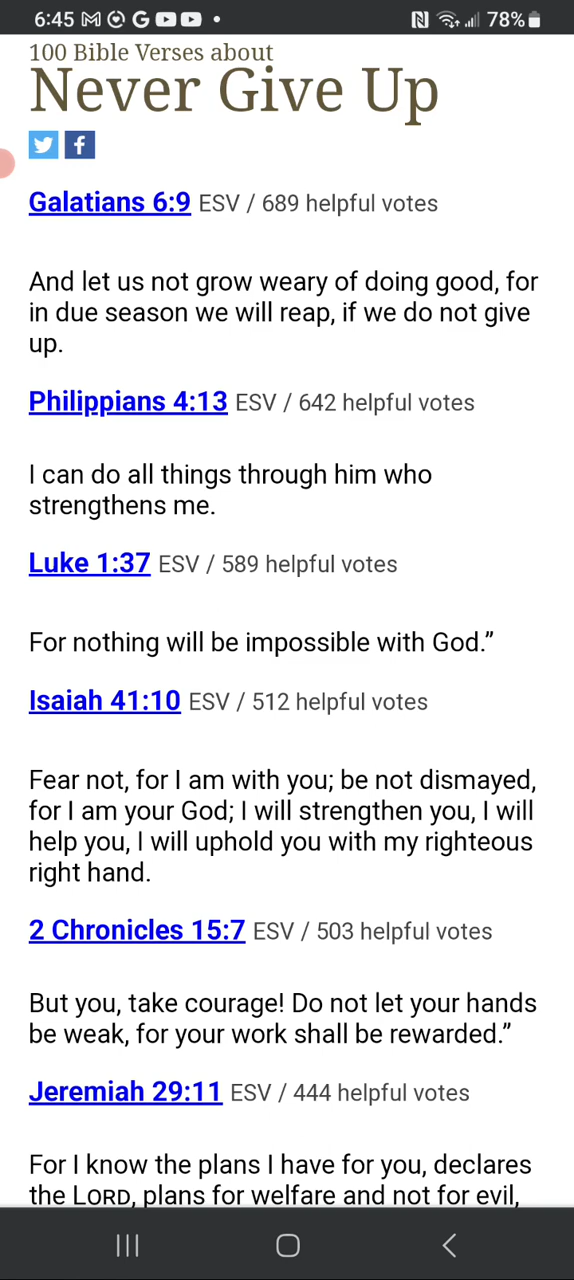 6:45 78%
100 Bible Verses about
Never Give Up
Galatians 6:9 ESV / 689 helpful votes
And let us not grow weary of doing good, for
in due season we will reap, if we do not give
up.
Philippians 4:13 ESV / 642 helpful votes
I can do all things through him who
strengthens me.
Luke 1:37 ESV / 589 helpful votes
For nothing will be impossible with God.”
Isaiah 41:10 ESV / 512 helpful votes
Fear not, for I am with you; be not dismayed,
for I am your God; I will strengthen you, I will
help you, I will uphold you with my righteous
right hand.
2 Chronicles 15:7 ESV / 503 helpful votes
But you, take courage! Do not let your hands
be weak, for your work shall be rewarded.”
Jeremiah 29:11 ESV / 444 helpful votes
For I know the plans I have for you, declares
the LORD, plans for welfare and not for evil,